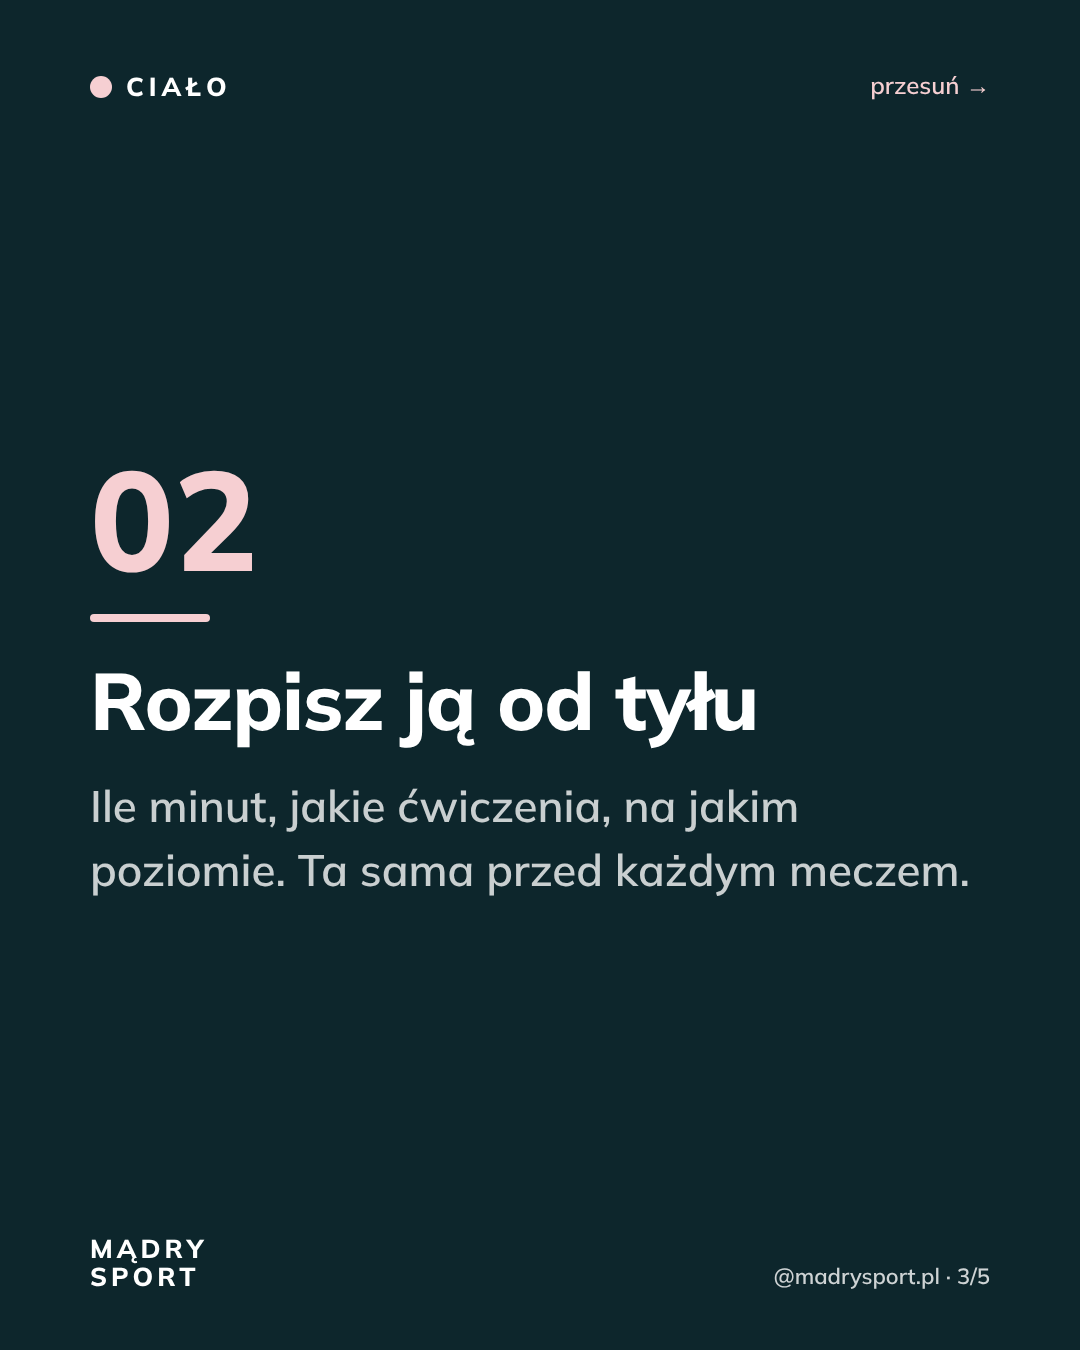 CIAŁO
przesuń →
02
Rozpisz ją od tyłu
Ile minut, jakie ćwiczenia, na jakim
poziomie. Ta sama przed każdym meczem.
MĄDRY
SPORT
@madrysport.pl · 3/5